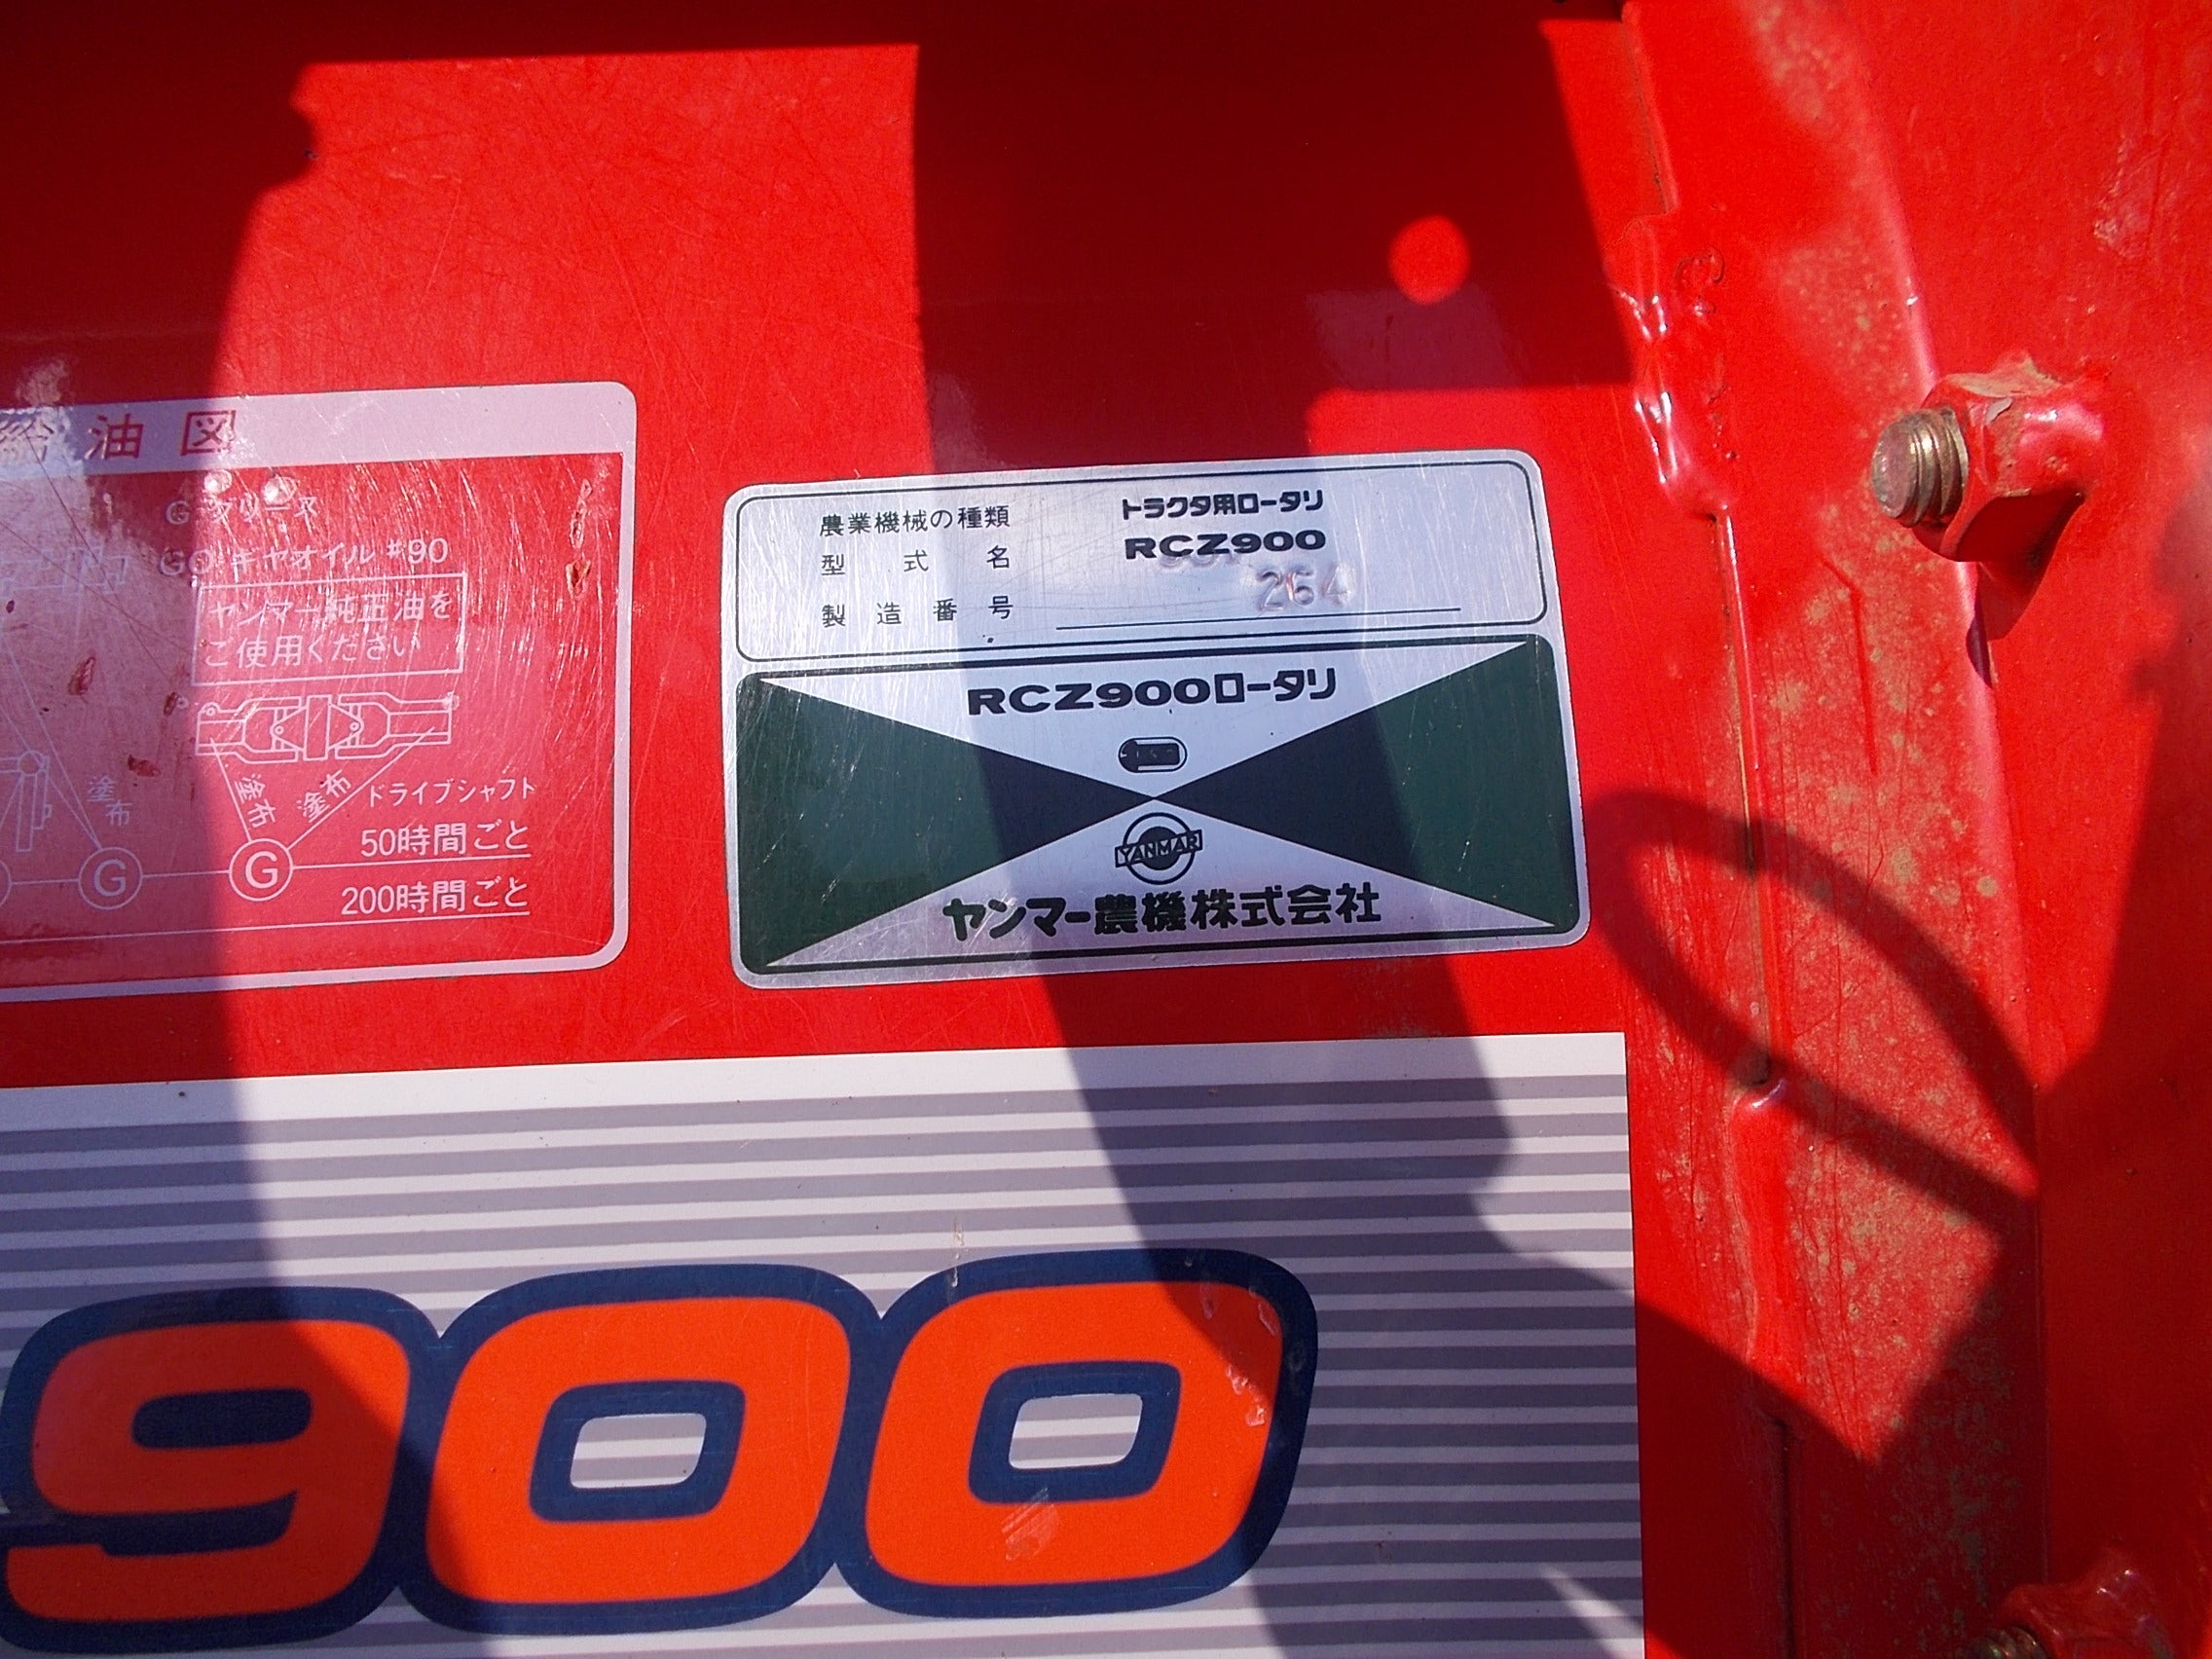 給油図
G グリース
GO ギヤオイル #90
ヤンマー純正油を
ご使用ください
塗布
塗布
塗布
ドライブシャフト
50時間ごと
G
G
200時間ごと
農業機械の種類 トラクタ用ロータリ
型式名 RCZ900
製造番号 264
RCZ900ロータリ
YANMAR
ヤンマー農機株式会社
900